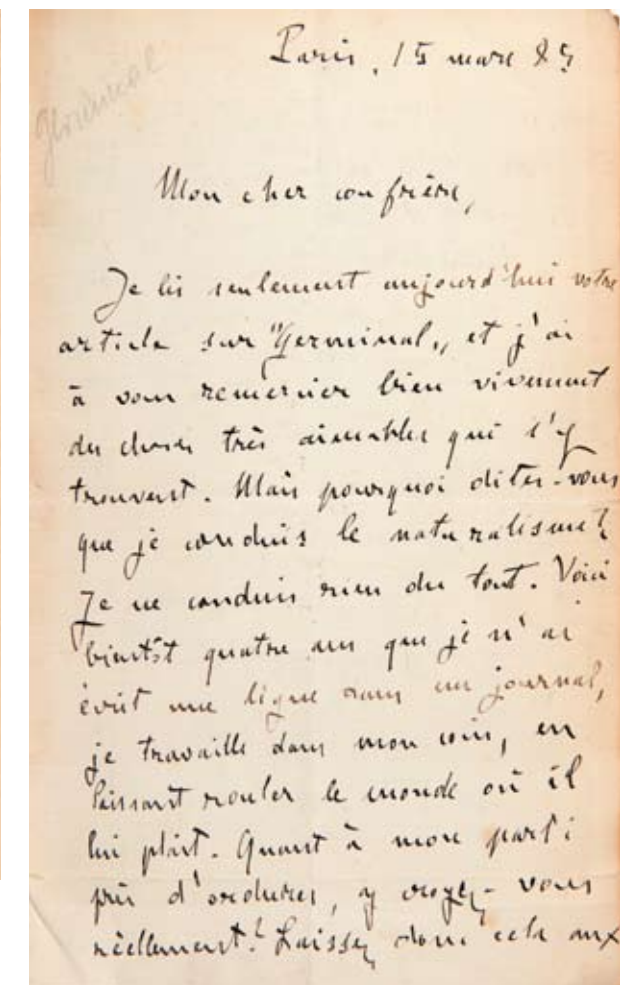 Germinal
Paris, 15 mars 85
Mon cher confrère,
Je lis seulement aujourd'hui votre
article sur "Germinal„ et j'ai
à vous remercier bien vivement
des choses très aimables qui s'y
trouvent. Mais pourquoi dites-vous
que je conduis le naturalisme?
Je ne conduis rien du tout. Voici
bientôt quatre ans que je n'ai
écrit une ligne dans un journal,
je travaille dans mon coin, en
laissant rouler le monde où il
lui plaît. Quant à mon parti
pris d'ordures, y croyez-vous
réellement? Laissez donc cela aux